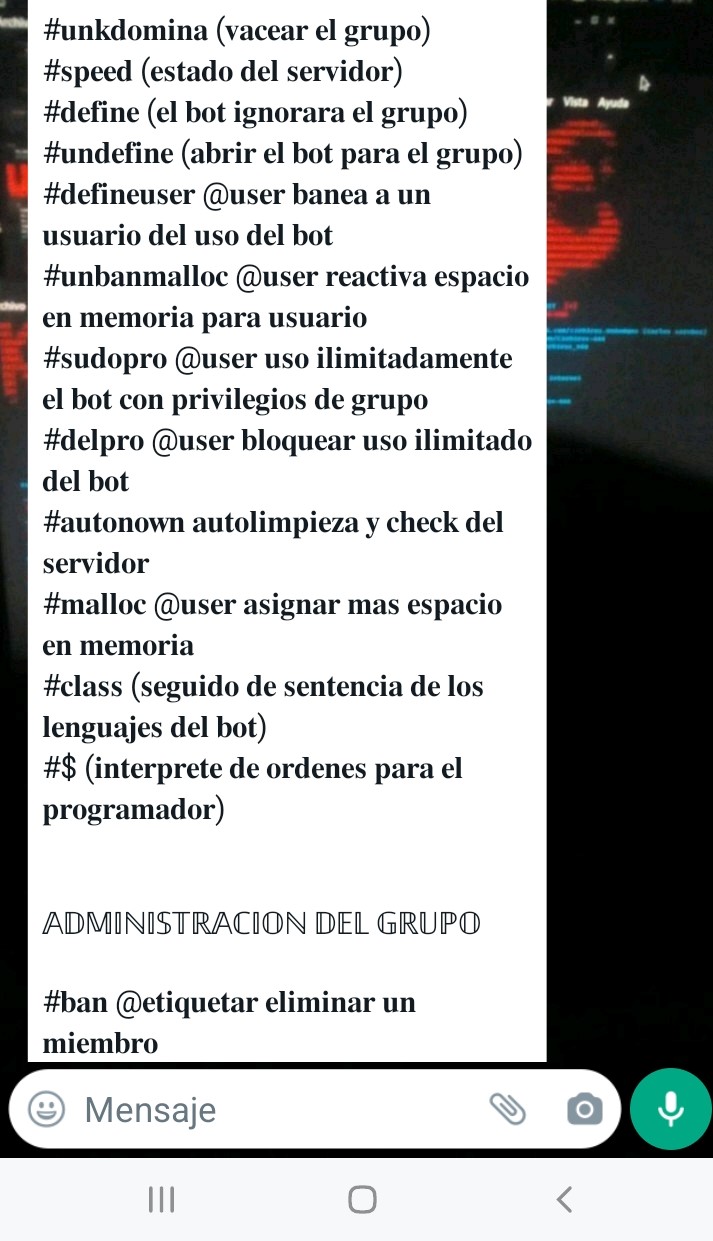 #unkdomina (vacear el grupo)
#speed (estado del servidor)
#define (el bot ignorara el grupo)
#undefine (abrir el bot para el grupo)
#defineuser @user banea a un
usuario del uso del bot
#unbanmalloc @user reactiva espacio
en memoria para usuario
#sudopro @user uso ilimitadamente
el bot con privilegios de grupo
#delpro @user bloquear uso ilimitado
del bot
#autonown autolimpieza y check del
servidor
#malloc @user asignar mas espacio
en memoria
#class (seguido de sentencia de los
lenguajes del bot)
#$ (interprete de ordenes para el
programador)
𝔸𝔻𝕄𝕀ℕ𝕀𝕊𝕋ℝ𝔸ℂ𝕀𝕆ℕ 𝔻𝔼𝕃 𝔾ℝ𝕌ℙ𝕆
#ban @etiquetar eliminar un
miembro
Vista Ayuda
Mensaje